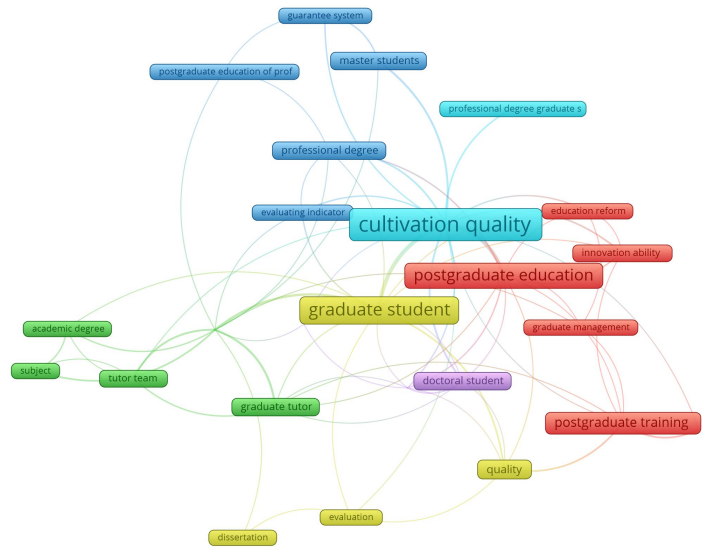 guarantee system
master students
postgraduate education of prof
professional degree graduate s
professional degree
evaluating indicator
education reform
cultivation quality
innovation ability
postgraduate education
graduate student
graduate management
academic degree
subject
tutor team
doctoral student
graduate tutor
postgraduate training
quality
evaluation
dissertation